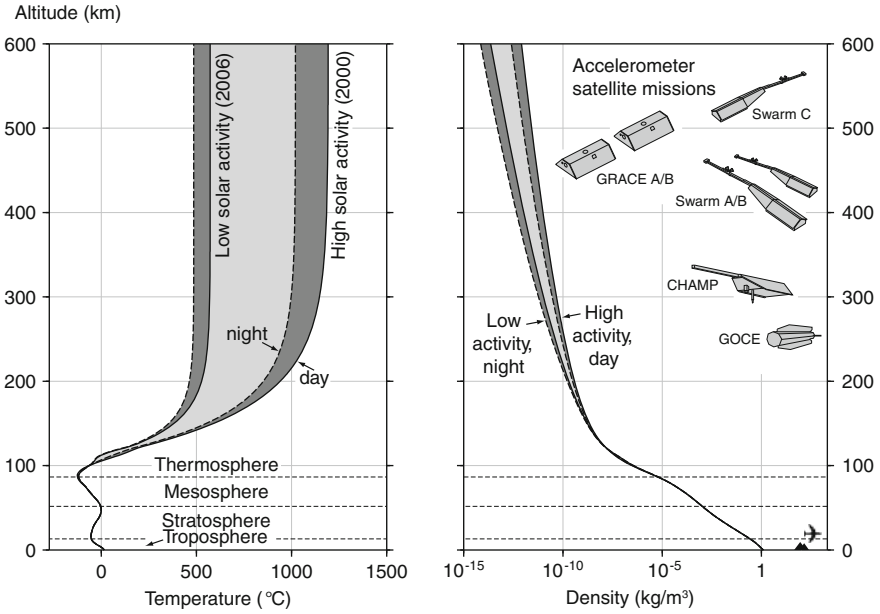 Altitude (km)
600
500
400
300
200
100
0
Low solar activity (2006)
High solar activity (2000)
night
day
Thermosphere
Mesosphere
Stratosphere
Troposphere
0
500
1000
1500
Temperature (°C)
Accelerometer
satellite missions
Swarm C
GRACE A/B
Swarm A/B
CHAMP
GOCE
Low
activity,
night
High
activity,
day
600
500
400
300
200
100
0
10-15
10-10
10-5
1
Density (kg/m³)